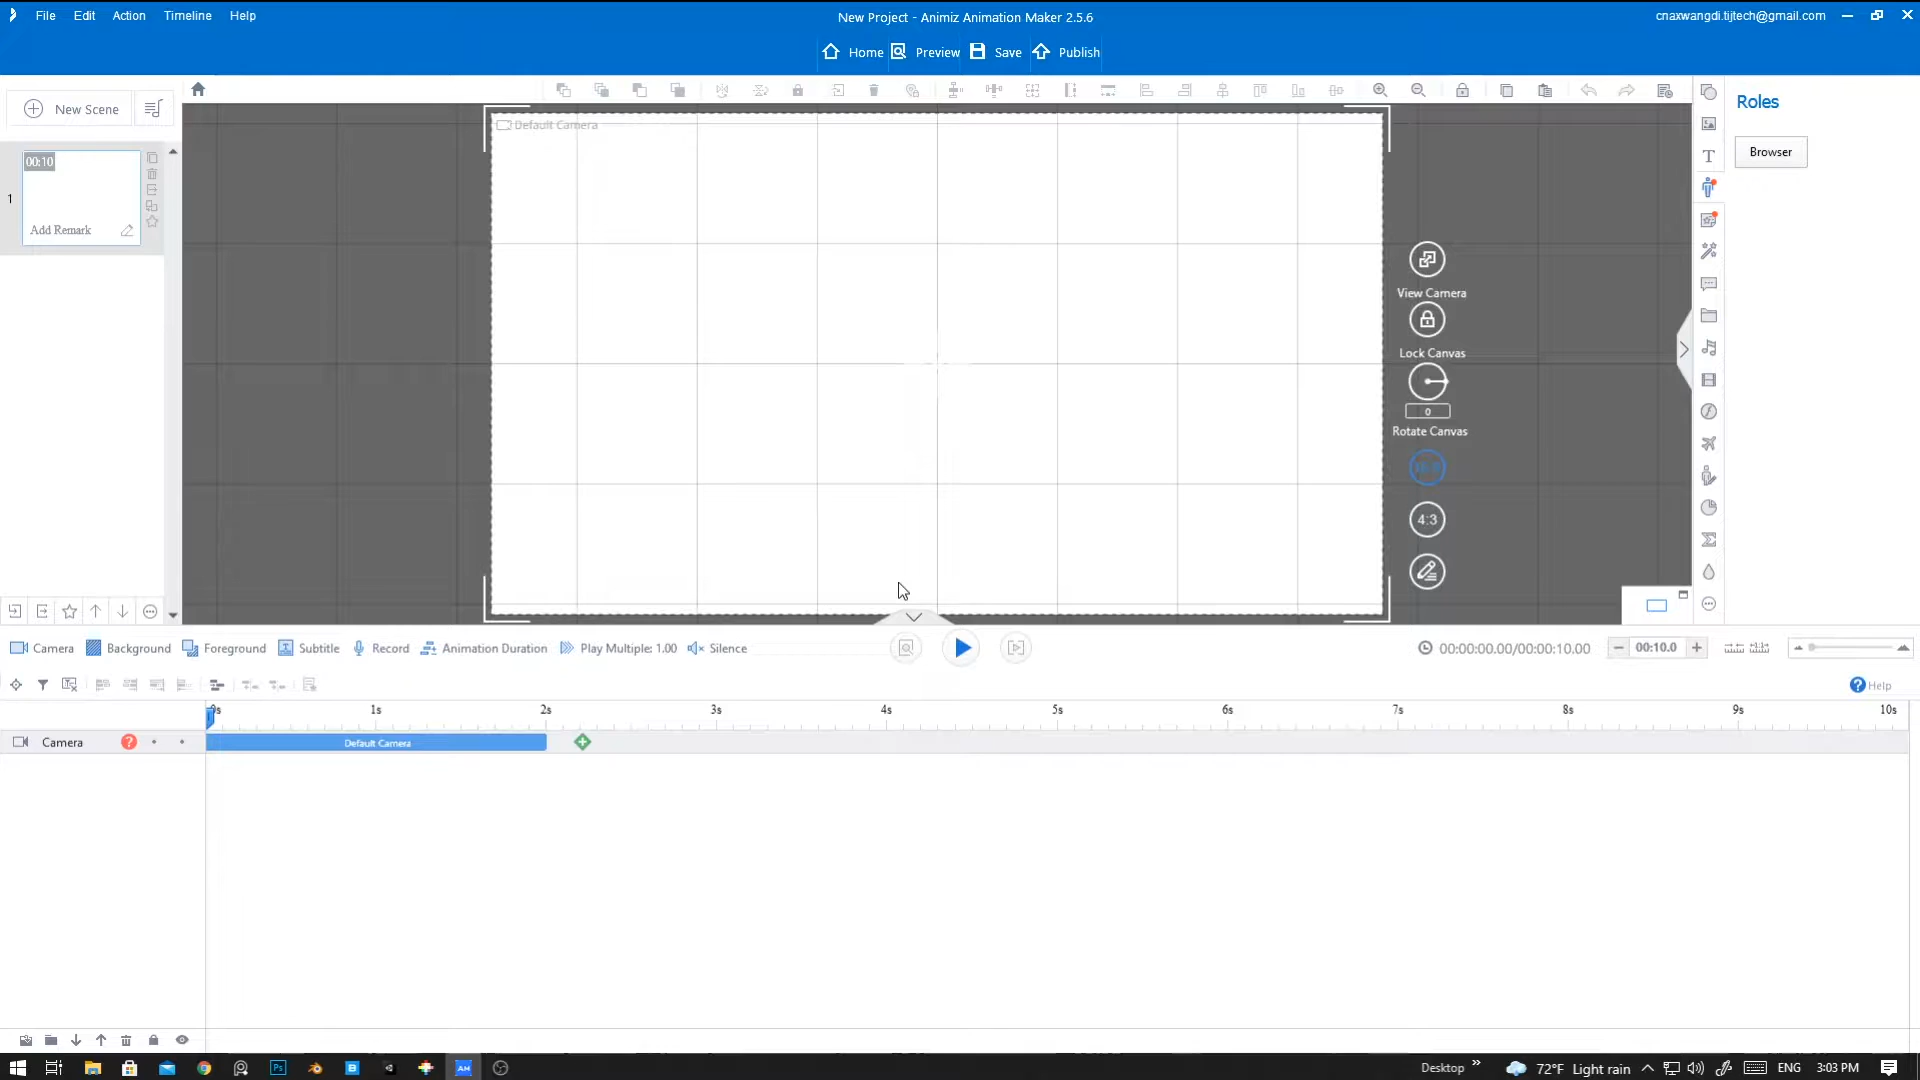 File Edit Action Timeline Help
New Project - Animiz Animation Maker 2.5.6
cnaxwangdi.tijtech@gmail.com
Home Preview Save Publish
New Scene
Roles
Browser
Default Camera
00:10
1
Add Remark
View Camera
Lock Canvas
0
Rotate Canvas
4:3
Camera Background Foreground Subtitle Record Animation Duration Play Multiple: 1.00 Silence
00:00:00.00/00:00:10.00
00:10.0
Help
0s 1s 2s 3s 4s 5s 6s 7s 8s 9s 10s
Camera
Default Camera
Ps
B
AM
Desktop
72°F Light rain
ENG
3:03 PM